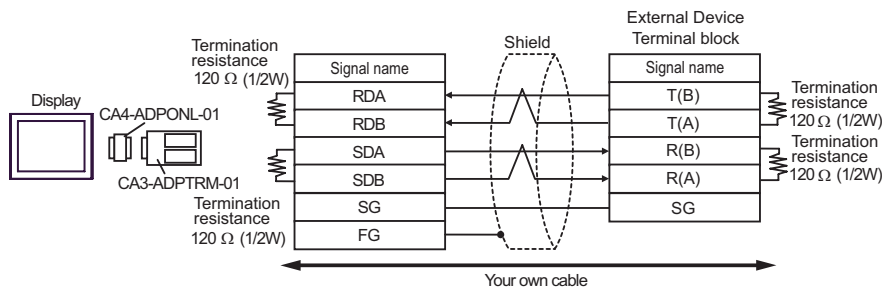 External Device
Terminal block
Shield
Termination
resistance
120 Ω (1/2W)
Signal name
Signal name
RDA
T(B)
Termination
resistance
120 Ω (1/2W)
Display
CA4-ADPONL-01
RDB
T(A)
SDA
R(B)
Termination
resistance
120 Ω (1/2W)
CA3-ADPTRM-01
SDB
R(A)
Termination
resistance
120 Ω (1/2W)
SG
SG
FG
Your own cable